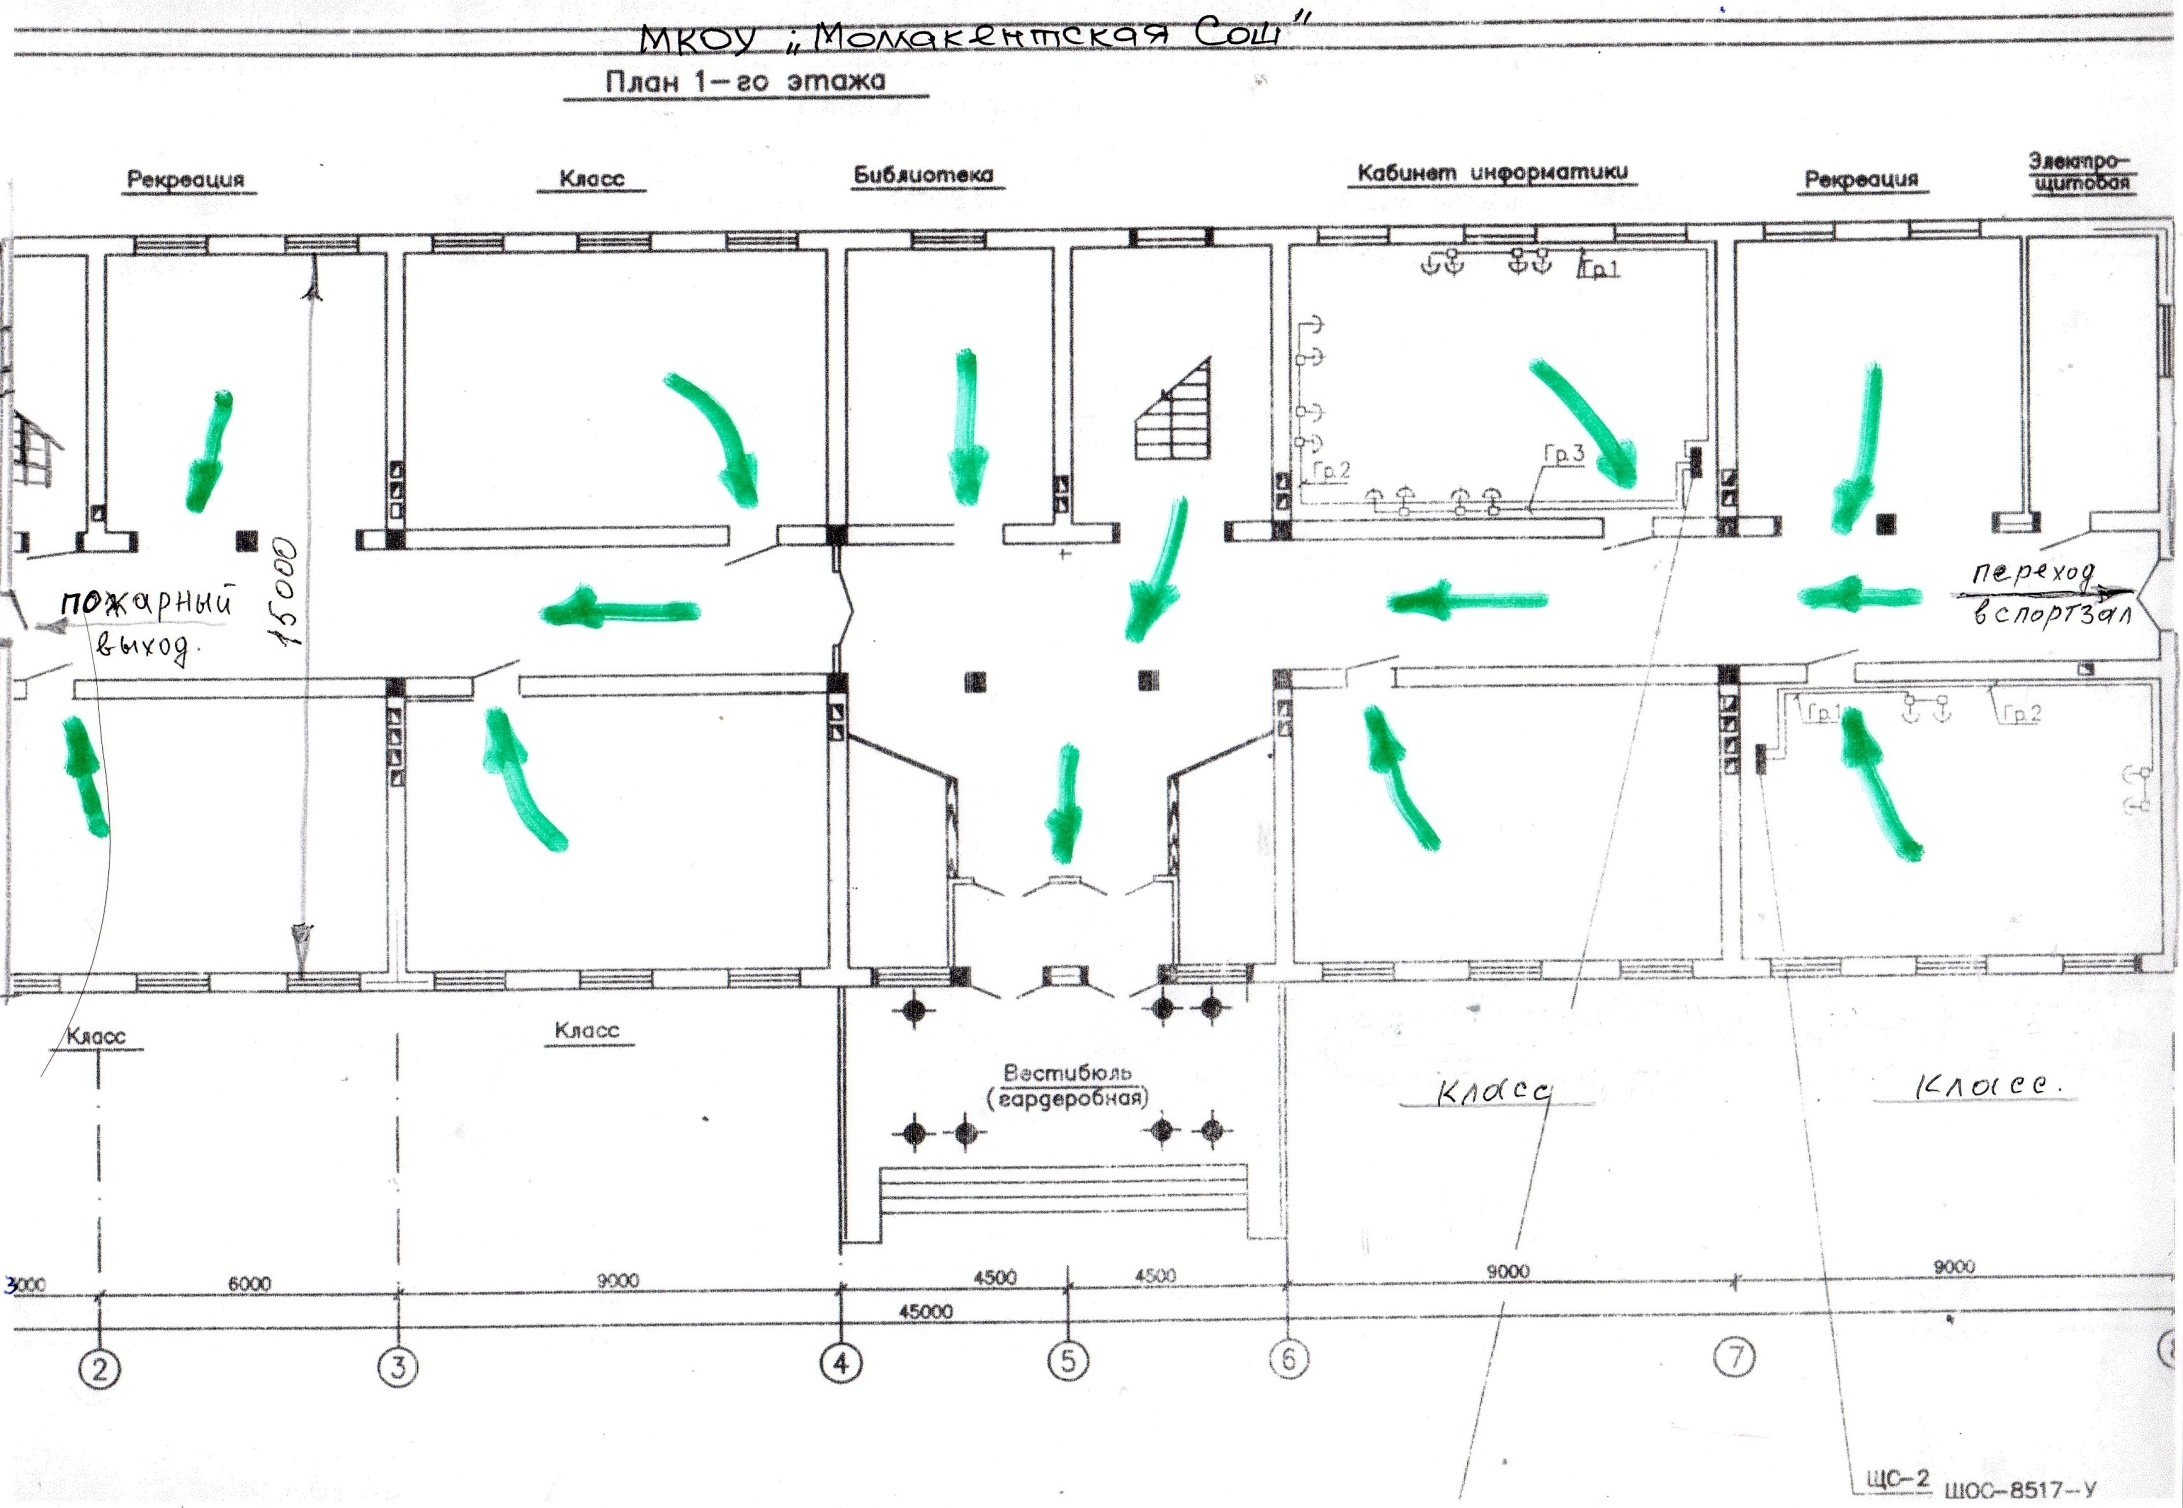 МКОУ „Момакентская Сош"
План 1-го этажа
Рекреация
Класс
Библиотека
Кабинет информатики
Рекреация
Электро-
щитовая
Гр.1
Гр.2
Гр.3
пожарный
выход.
15000
переход
в спортзал
Гр.1
Гр.2
Класс
Класс
Вестибюль
(гардеробная)
Класс
Класс.
3000
6000
9000
4500
4500
9000
9000
45000
2
3
4
5
6
7
ЩС-2
ШОС-8517-У